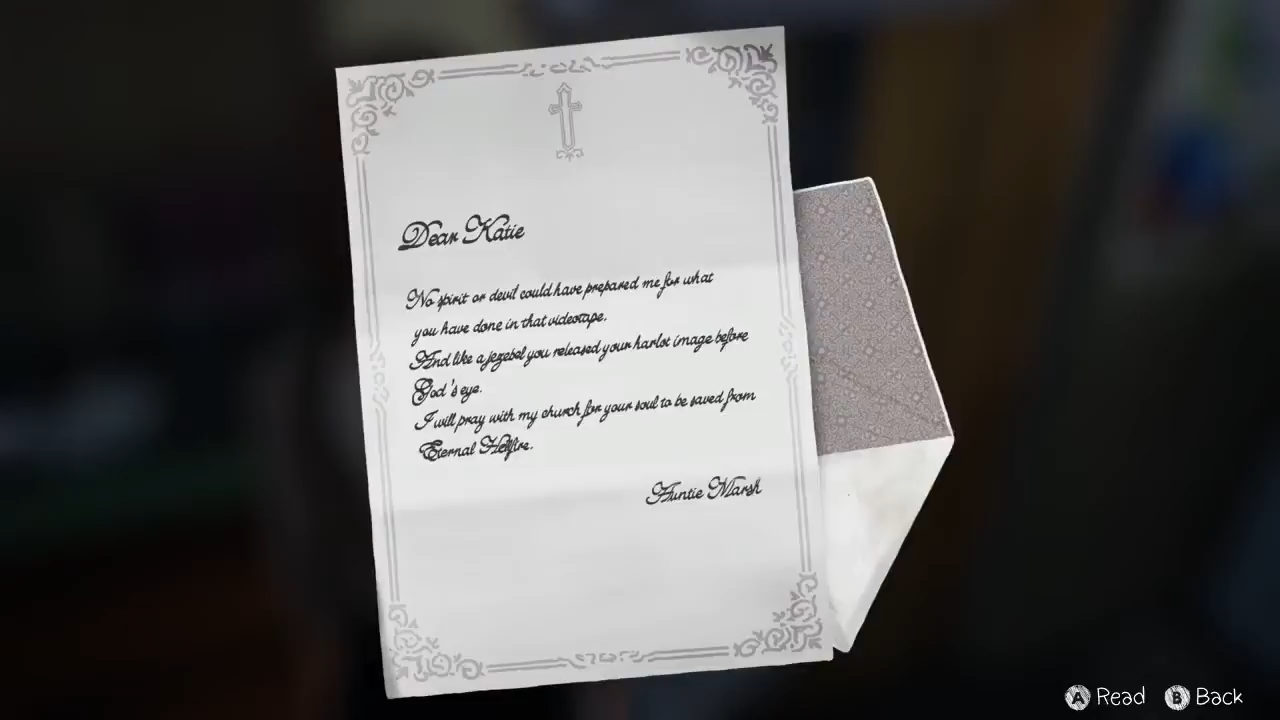 Dear Katie
No spirit or devil could have prepared me for what
you have done in that videotape.
And like a jezebel you released your harlot image before
God's eye.
I will pray with my church for your soul to be saved from
Eternal Hellfire.
Auntie Marsh
A Read B Back